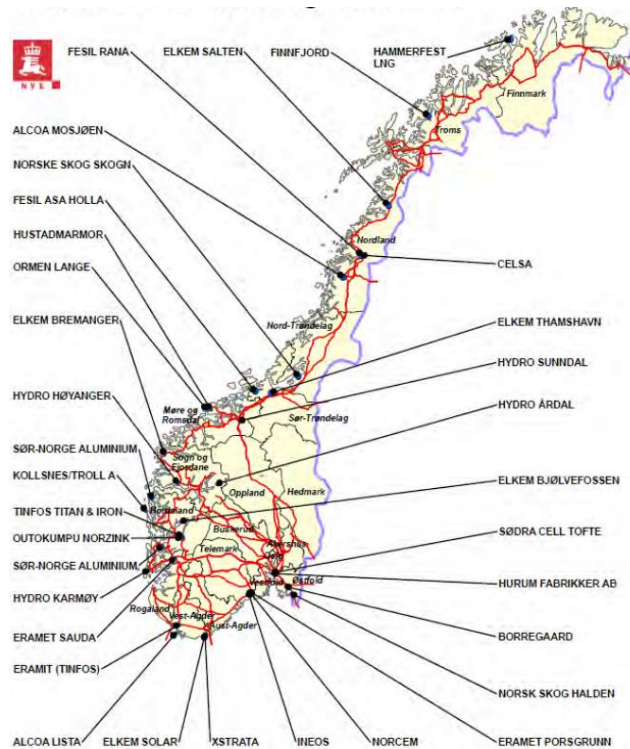 FESIL RANA
ELKEM SALTEN
FINNFJORD
HAMMERFEST
LNG
NVE
Finnmark
Troms
ALCOA MOSJØEN
NORSKE SKOG SKOGN
FESIL ASA HOLLA
HUSTADMARMOR
ORMEN LANGE
Nordland
CELSA
ELKEM BREMANGER
Nord-Trøndelag
ELKEM THAMSHAVN
HYDRO SUNNDAL
HYDRO HØYANGER
Møre og
Romsdal
Sør-Trøndelag
HYDRO ÅRDAL
SØR-NORGE ALUMINIUM
Sogn og
Fjordane
KOLLSNES/TROLL A
Oppland
Hedmark
ELKEM BJØLVEFOSSEN
TINFOS TITAN & IRON
Hordaland
Buskerud
OUTOKUMPU NORZINK
Telemark
Akershus
Oslo
SØDRA CELL TOFTE
SØR-NORGE ALUMINIUM
Vestfold
Østfold
HURUM FABRIKKER AB
HYDRO KARMØY
Rogaland
Vest-Agder
Aust-Agder
BORREGAARD
ERAMET SAUDA
ERAMIT (TINFOS)
NORSK SKOG HALDEN
ALCOA LISTA
ELKEM SOLAR
XSTRATA
INEOS
NORCEM
ERAMET PORSGRUNN